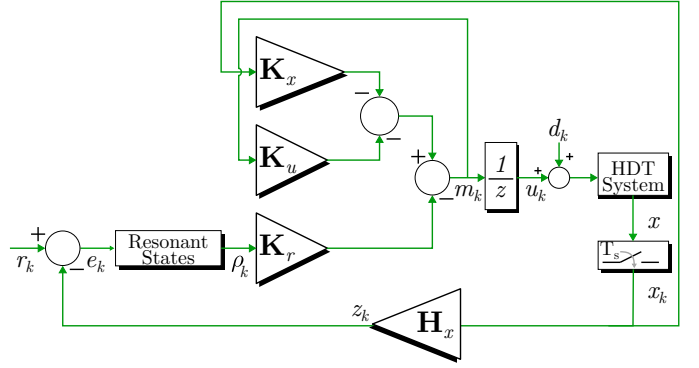 K_x
−
−
K_u
+
−
m_k
1
z
u_k
+
+
d_k
HDT
System
x
T_s
x_k
+
−
r_k
e_k
Resonant
States
ρ_k
K_r
z_k
H_x